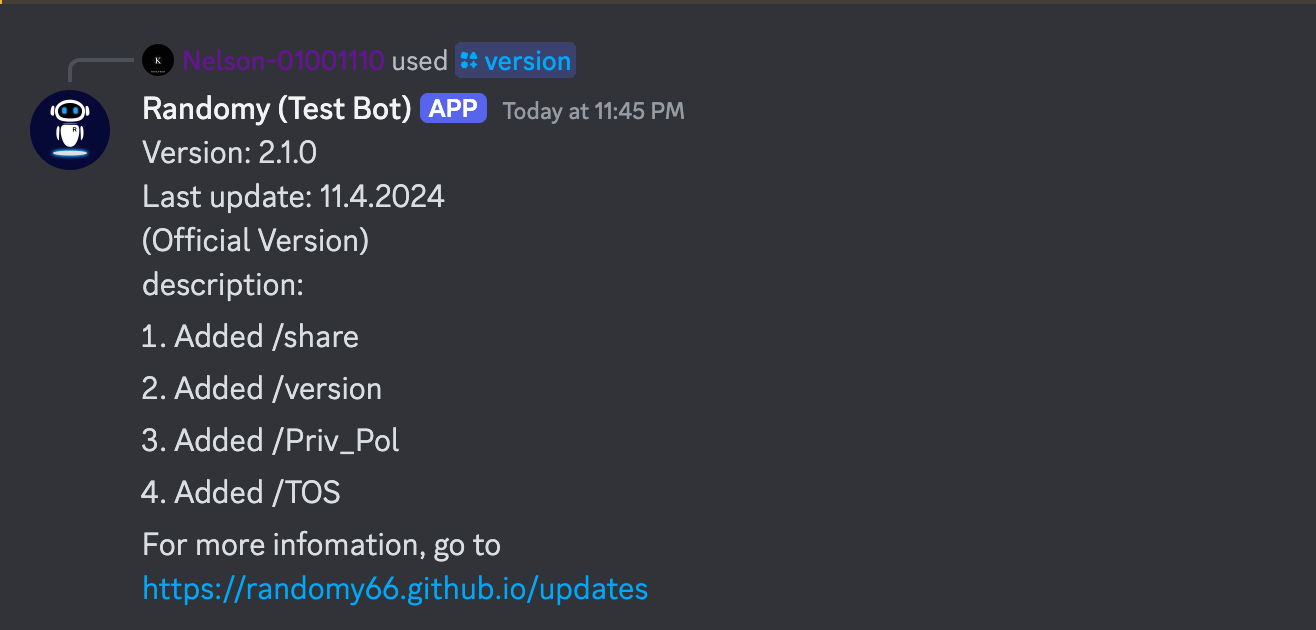 Nelson-01001110 used version
Randomy (Test Bot) APP Today at 11:45 PM
Version: 2.1.0
Last update: 11.4.2024
(Official Version)
description:
1. Added /share
2. Added /version
3. Added /Priv_Pol
4. Added /TOS
For more infomation, go to
https://randomy66.github.io/updates